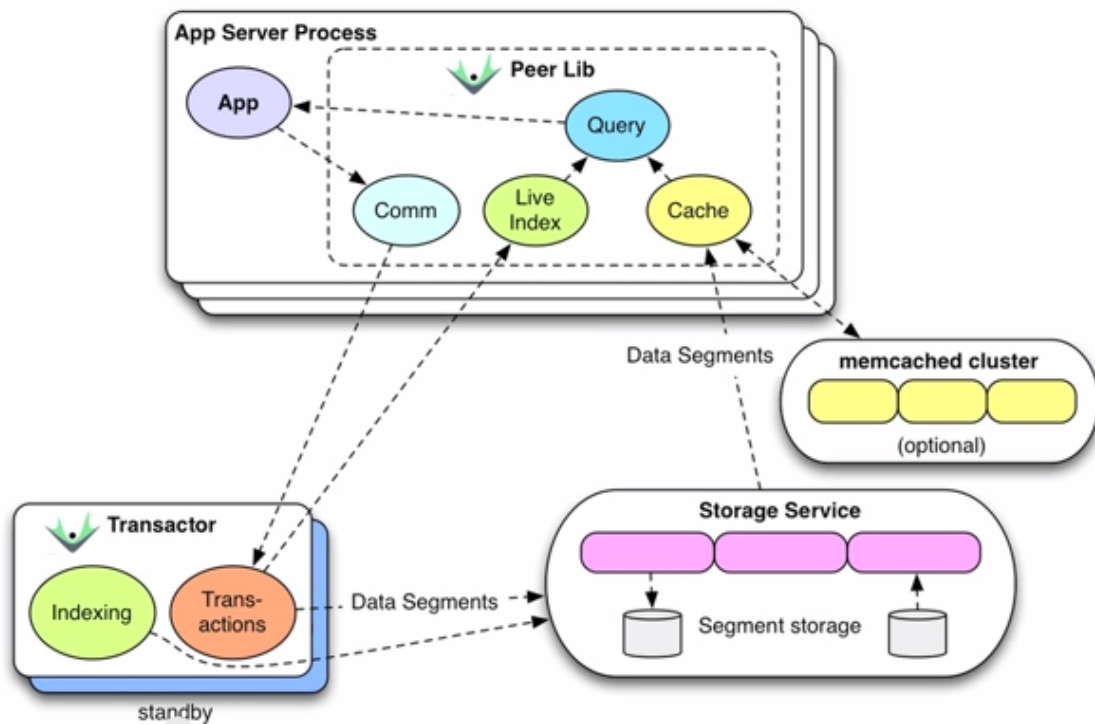 App Server Process
Peer Lib
App
Query
Comm
Live
Index
Cache
Data Segments
memcached cluster
(optional)
Transactor
Indexing
Trans-
actions
Data Segments
Storage Service
Segment storage
standby